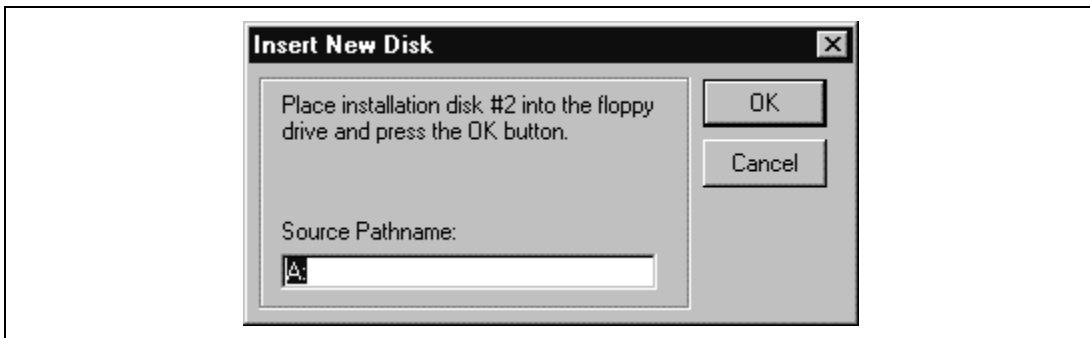 Insert New Disk
Place installation disk #2 into the floppy
drive and press the OK button.
OK
Cancel
Source Pathname:
A: